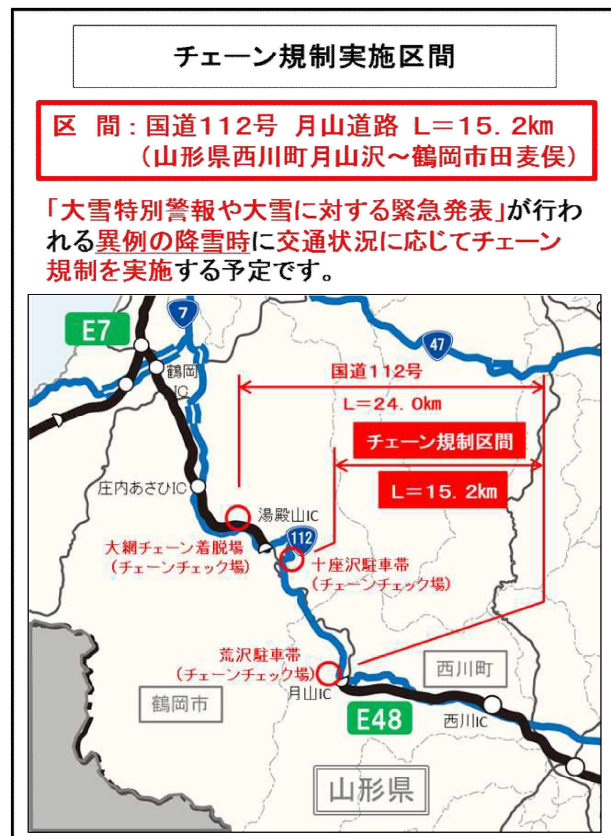 チェーン規制実施区間
区 間：国道112号 月山道路 L＝15.2km
（山形県西川町月山沢～鶴岡市田麦俣）
「大雪特別警報や大雪に対する緊急発表」が行わ
れる異例の降雪時に交通状況に応じてチェーン
規制を実施する予定です。
E7
7
47
鶴岡
IC
国道112号
L＝24.0km
チェーン規制区間
L＝15.2km
庄内あさひIC
湯殿山IC
112
大網チェーン着脱場
（チェーンチェック場）
十座沢駐車帯
（チェーンチェック場）
荒沢駐車帯
（チェーンチェック場）
月山IC
西川町
鶴岡市
E48
西川IC
山形県